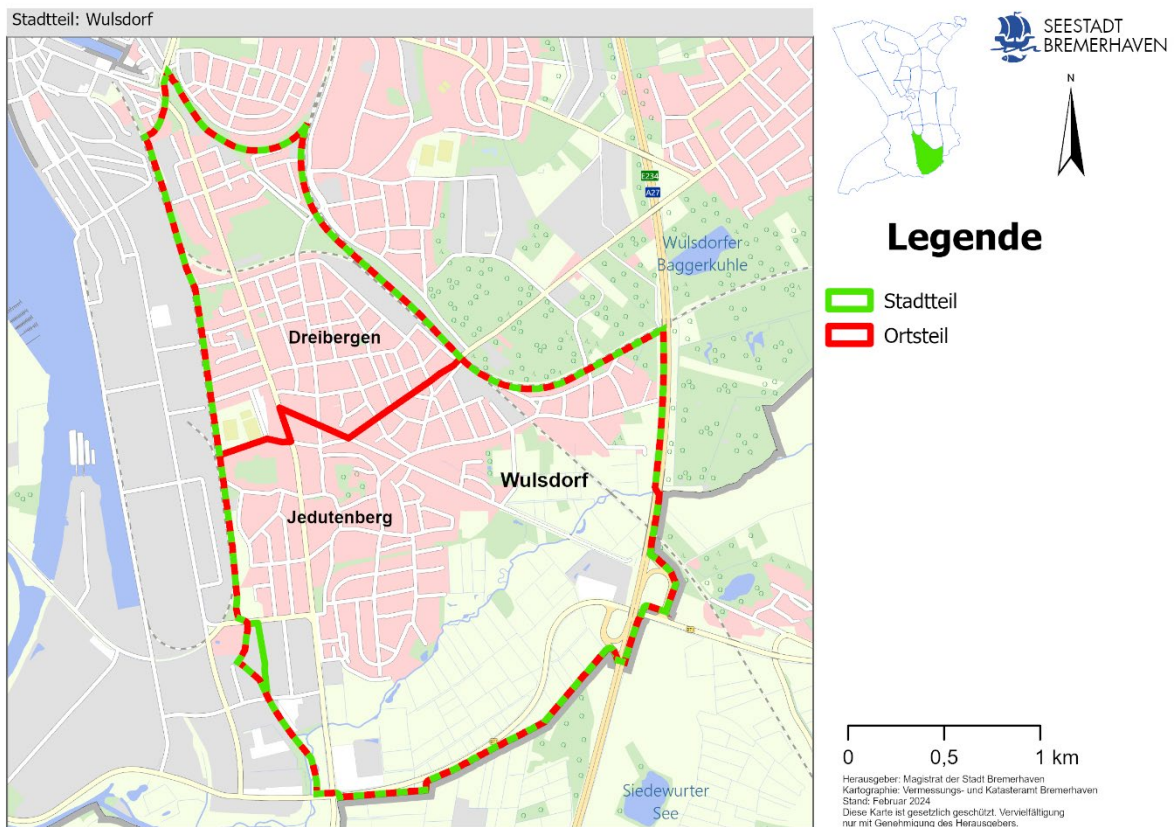 Stadtteil: Wulsdorf
SEESTADT
BREMERHAVEN
N
E234
A27
Wulsdorfer
Baggerkuhle
Dreibergen
Wulsdorf
Jedutenberg
Siedewurter
See
Legende
Stadtteil
Ortsteil
0 0,5 1 km
Herausgeber: Magistrat der Stadt Bremerhaven
Kartographie: Vermessungs- und Katasteramt Bremerhaven
Stand: Februar 2024
Diese Karte ist gesetzlich geschützt. Vervielfältigung
nur mit Genehmigung des Herausgebers.